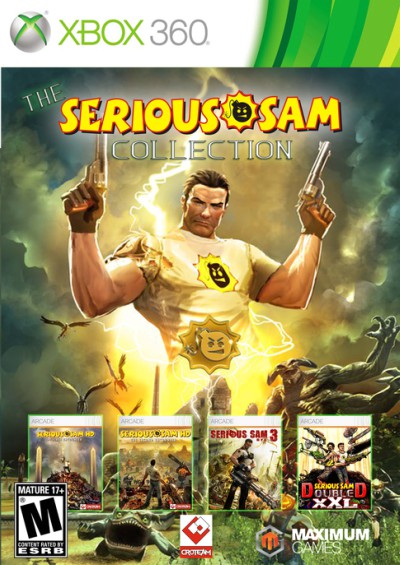 XBOX 360.
THE
SERIOUS SAM
COLLECTION
ARCADE
SERIOUS SAM HD
ARCADE
SERIOUS SAM HD
ARCADE
SERIOUS SAM 3
BFE
ARCADE
SERIOUS SAM
DOUBLE D
XXL
MATURE 17+
M
CONTENT RATED BY
ESRB
CROTEAM
MAXIMUM
GAMES